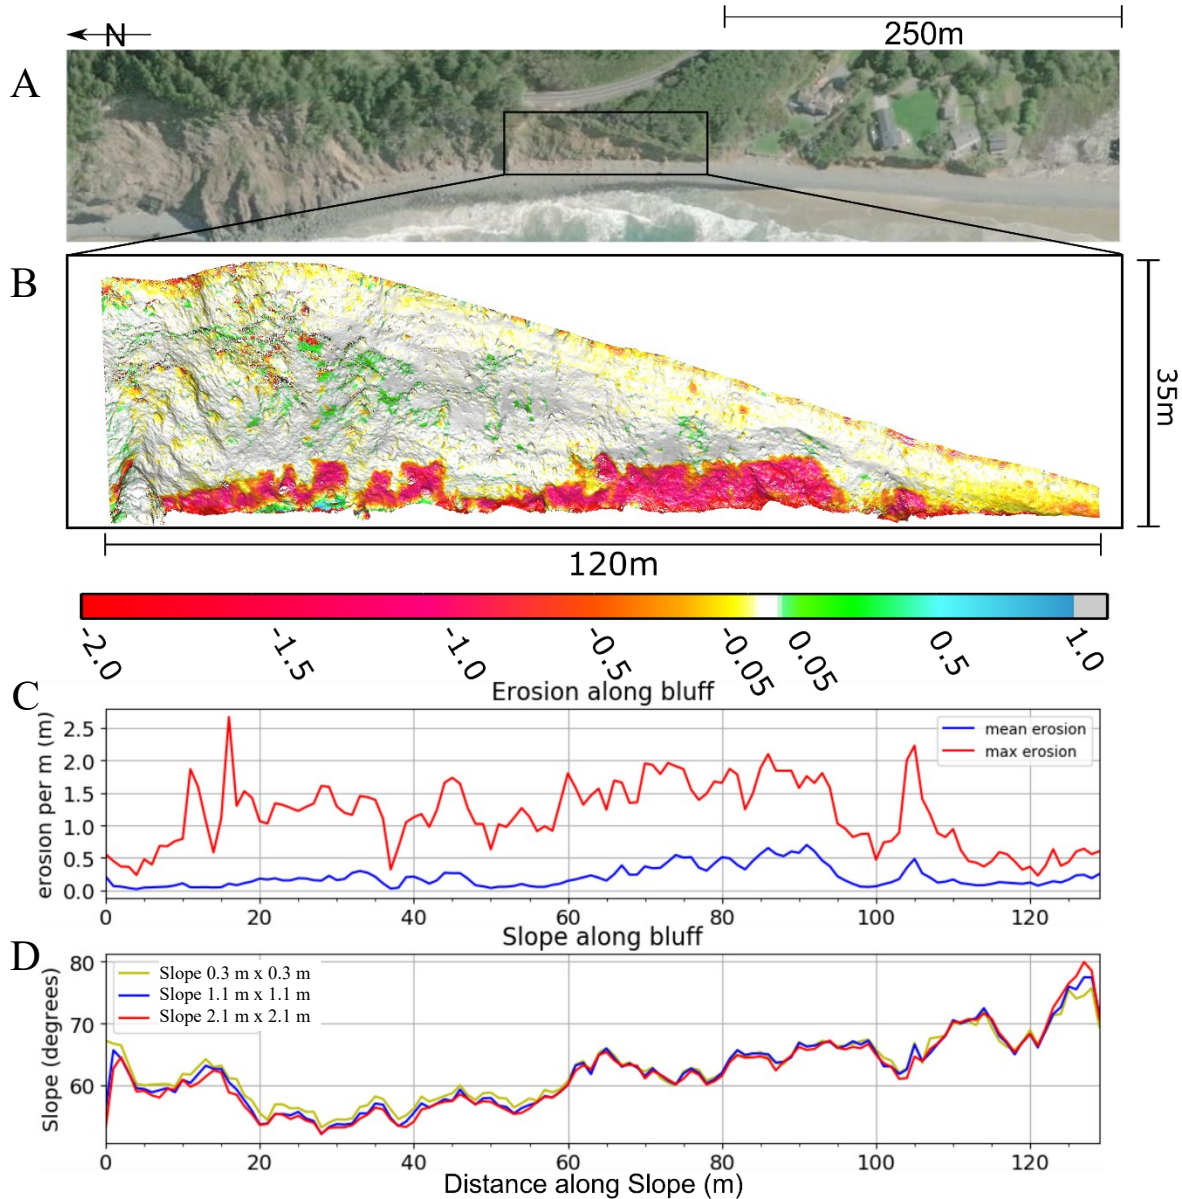 N
250m
A
B
35m
120m
-2.0 -1.5 -1.0 -0.5 -0.05 0.05 0.5 1.0
C
Erosion along bluff
erosion per m (m)
2.5
2.0
1.5
1.0
0.5
0.0
mean erosion
max erosion
0 20 40 60 80 100 120
D
Slope along bluff
Slope (degrees)
80
70
60
Slope 0.3 m x 0.3 m
Slope 1.1 m x 1.1 m
Slope 2.1 m x 2.1 m
0 20 40 60 80 100 120
Distance along Slope (m)